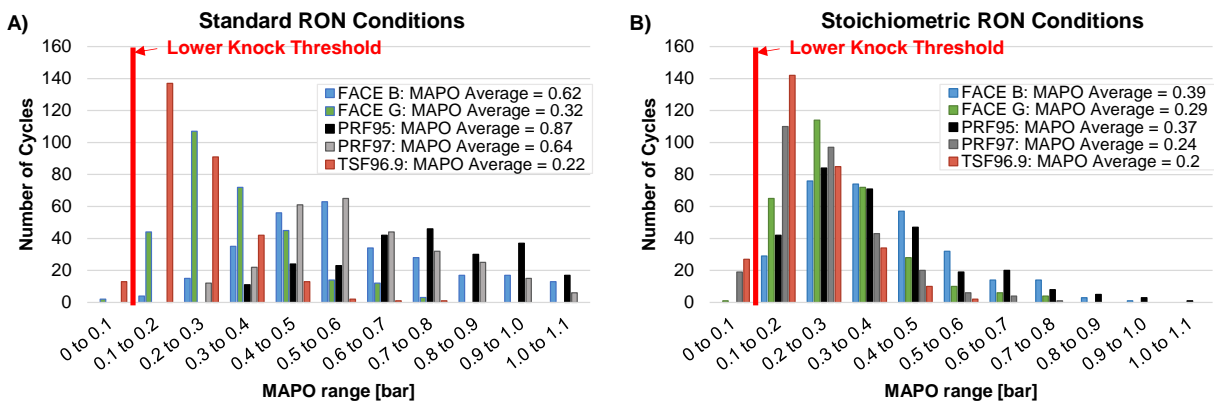 A)
Standard RON Conditions
Lower Knock Threshold
FACE B: MAPO Average = 0.62
FACE G: MAPO Average = 0.32
PRF95: MAPO Average = 0.87
PRF97: MAPO Average = 0.64
TSF96.9: MAPO Average = 0.22
Number of Cycles
160
140
120
100
80
60
40
20
0
0 to 0.1
0.1 to 0.2
0.2 to 0.3
0.3 to 0.4
0.4 to 0.5
0.5 to 0.6
0.6 to 0.7
0.7 to 0.8
0.8 to 0.9
0.9 to 1.0
1.0 to 1.1
MAPO range [bar]
B)
Stoichiometric RON Conditions
Lower Knock Threshold
FACE B: MAPO Average = 0.39
FACE G: MAPO Average = 0.29
PRF95: MAPO Average = 0.37
PRF97: MAPO Average = 0.24
TSF96.9: MAPO Average = 0.2
Number of Cycles
160
140
120
100
80
60
40
20
0
0 to 0.1
0.1 to 0.2
0.2 to 0.3
0.3 to 0.4
0.4 to 0.5
0.5 to 0.6
0.6 to 0.7
0.7 to 0.8
0.8 to 0.9
0.9 to 1.0
1.0 to 1.1
MAPO range [bar]